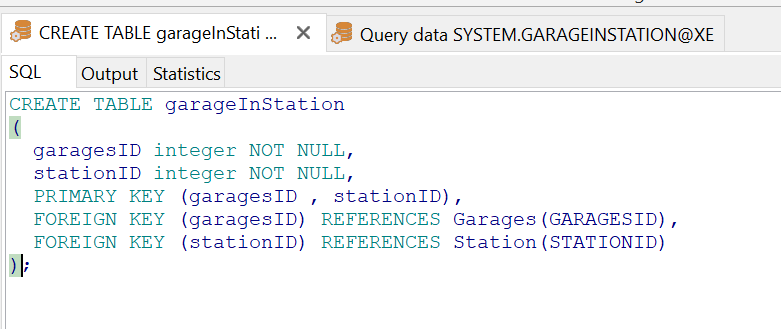 CREATE TABLE garageInStati ...
Query data SYSTEM.GARAGEINSTATION@XE
SQL Output Statistics
CREATE TABLE garageInStation
(
garagesID integer NOT NULL,
stationID integer NOT NULL,
PRIMARY KEY (garagesID , stationID),
FOREIGN KEY (garagesID) REFERENCES Garages(GARAGESID),
FOREIGN KEY (stationID) REFERENCES Station(STATIONID)
);